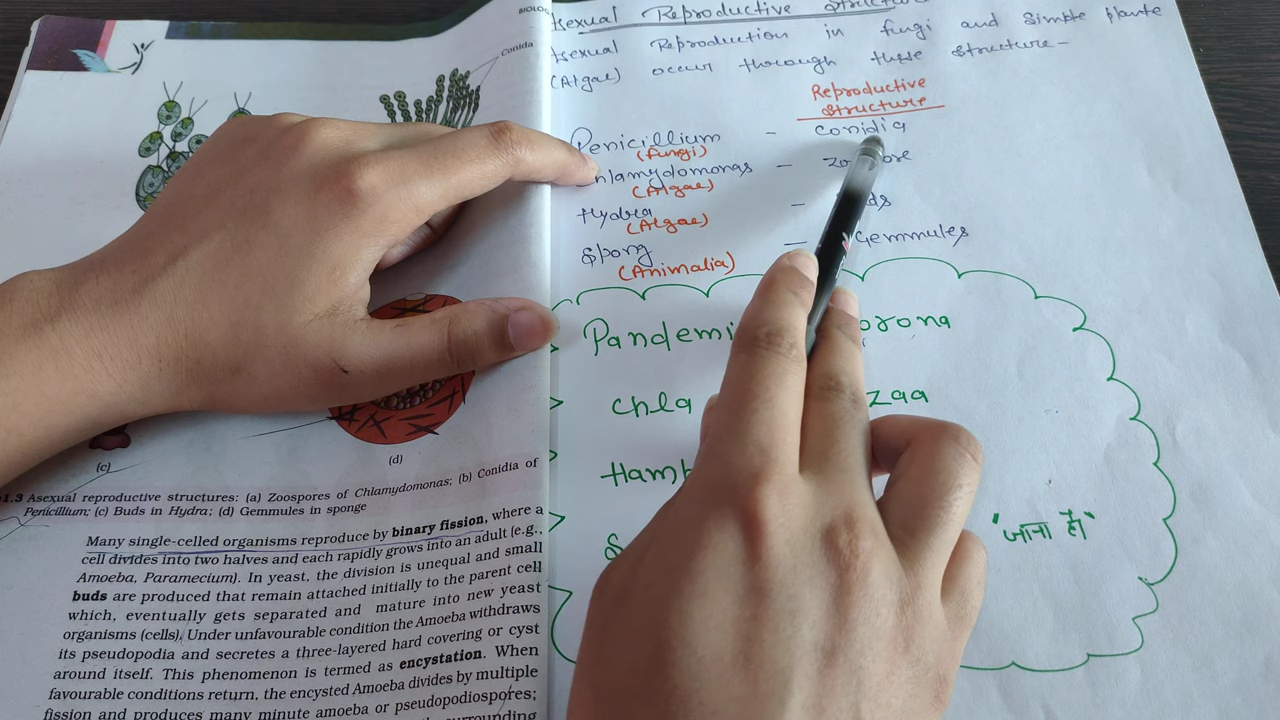 BIOLOG
Conida
(c)
(d)
1.3 Asexual reproductive structures: (a) Zoospores of Chlamydomonas; (b) Conidia of
Penicillium; (c) Buds in Hydra; (d) Gemmules in sponge
Many single-celled organisms reproduce by binary fission, where a
cell divides into two halves and each rapidly grows into an adult (e.g.,
Amoeba, Paramecium). In yeast, the division is unequal and small
buds are produced that remain attached initially to the parent cell
which, eventually gets separated and mature into new yeast
organisms (cells). Under unfavourable condition the Amoeba withdraws
its pseudopodia and secretes a three-layered hard covering or cyst
around itself. This phenomenon is termed as encystation. When
favourable conditions return, the encysted Amoeba divides by multiple
fission and produces many minute amoeba or pseudopodiospores;
surrounding
Asexual Reproductive
Asexual Reproduction in fungi and Simple plante
(Algae) occur through these structure-
Reproductive
Structure
Penicillium - conidia
(fungi)
hlamydomonas -
(Algae)
Hydra - ds
(Algae)
Spong - Gemmules
(Animalia)
Pandemi orona
Chla zaa
Ham
S "जाना है"